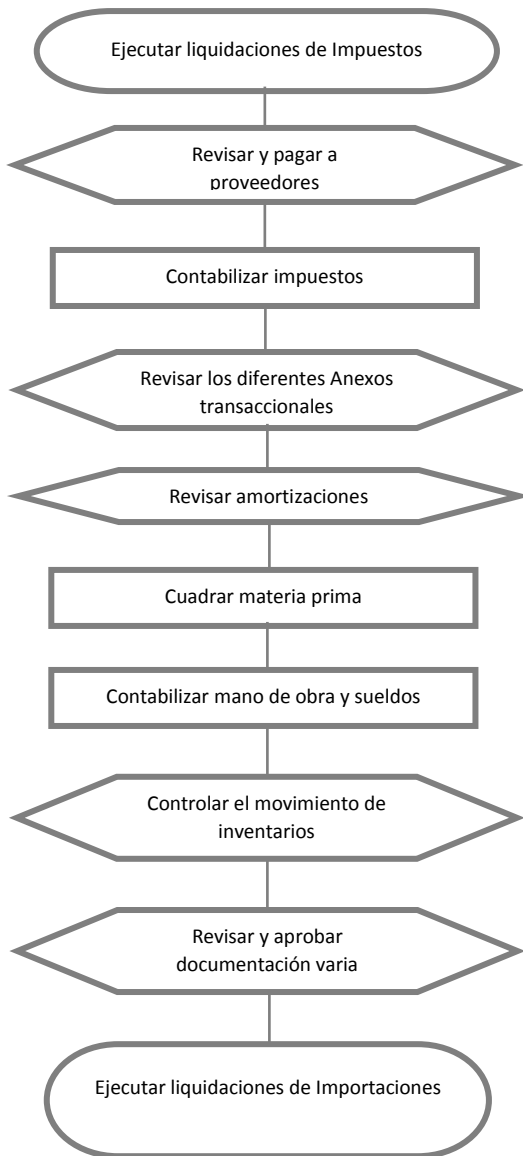 Ejecutar liquidaciones de Impuestos
Revisar y pagar a
proveedores
Contabilizar impuestos
Revisar los diferentes Anexos
transaccionales
Revisar amortizaciones
Cuadrar materia prima
Contabilizar mano de obra y sueldos
Controlar el movimiento de
inventarios
Revisar y aprobar
documentación varia
Ejecutar liquidaciones de Importaciones